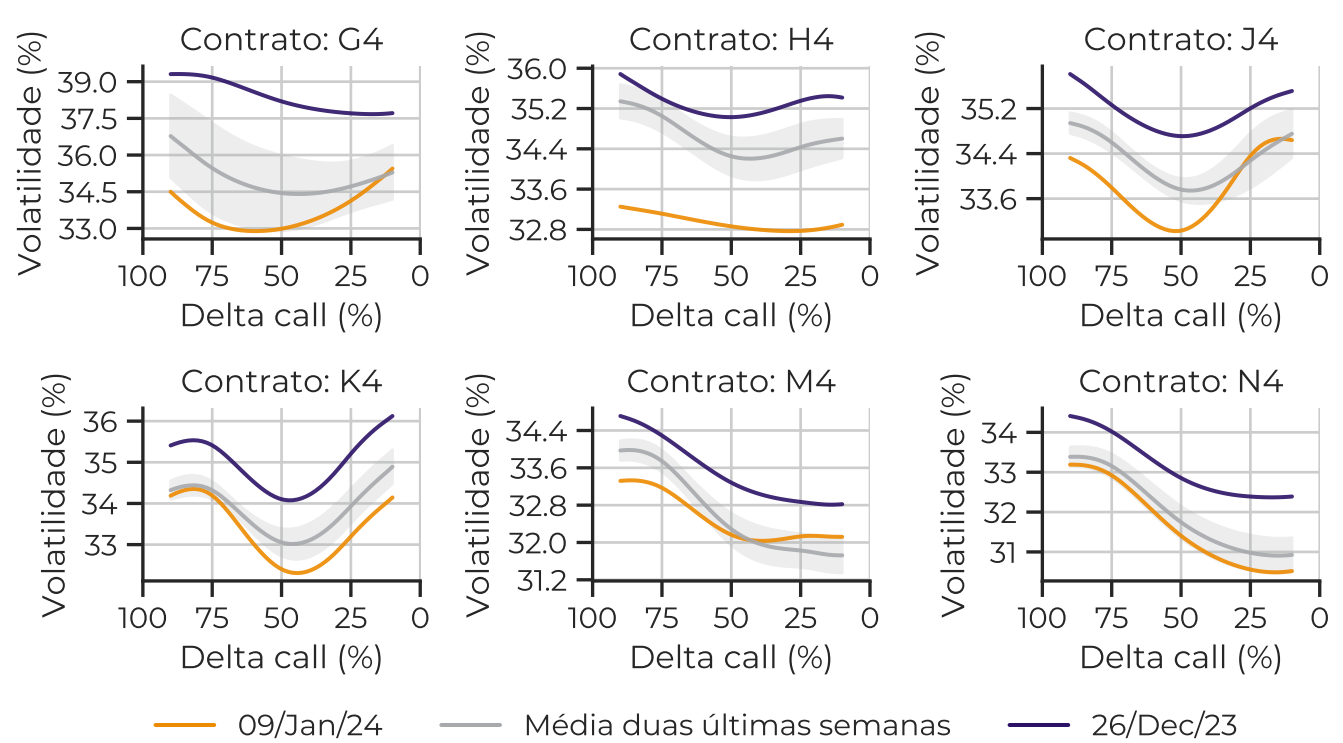 Contrato: G4
Volatilidade (%)
39.0
37.5
36.0
34.5
33.0
100 75 50 25 0
Delta call (%)
Contrato: H4
Volatilidade (%)
36.0
35.2
34.4
33.6
32.8
100 75 50 25 0
Delta call (%)
Contrato: J4
Volatilidade (%)
35.2
34.4
33.6
100 75 50 25 0
Delta call (%)
Contrato: K4
Volatilidade (%)
36
35
34
33
100 75 50 25 0
Delta call (%)
Contrato: M4
Volatilidade (%)
34.4
33.6
32.8
32.0
31.2
100 75 50 25 0
Delta call (%)
Contrato: N4
Volatilidade (%)
34
33
32
31
100 75 50 25 0
Delta call (%)
09/Jan/24 Média duas últimas semanas 26/Dec/23